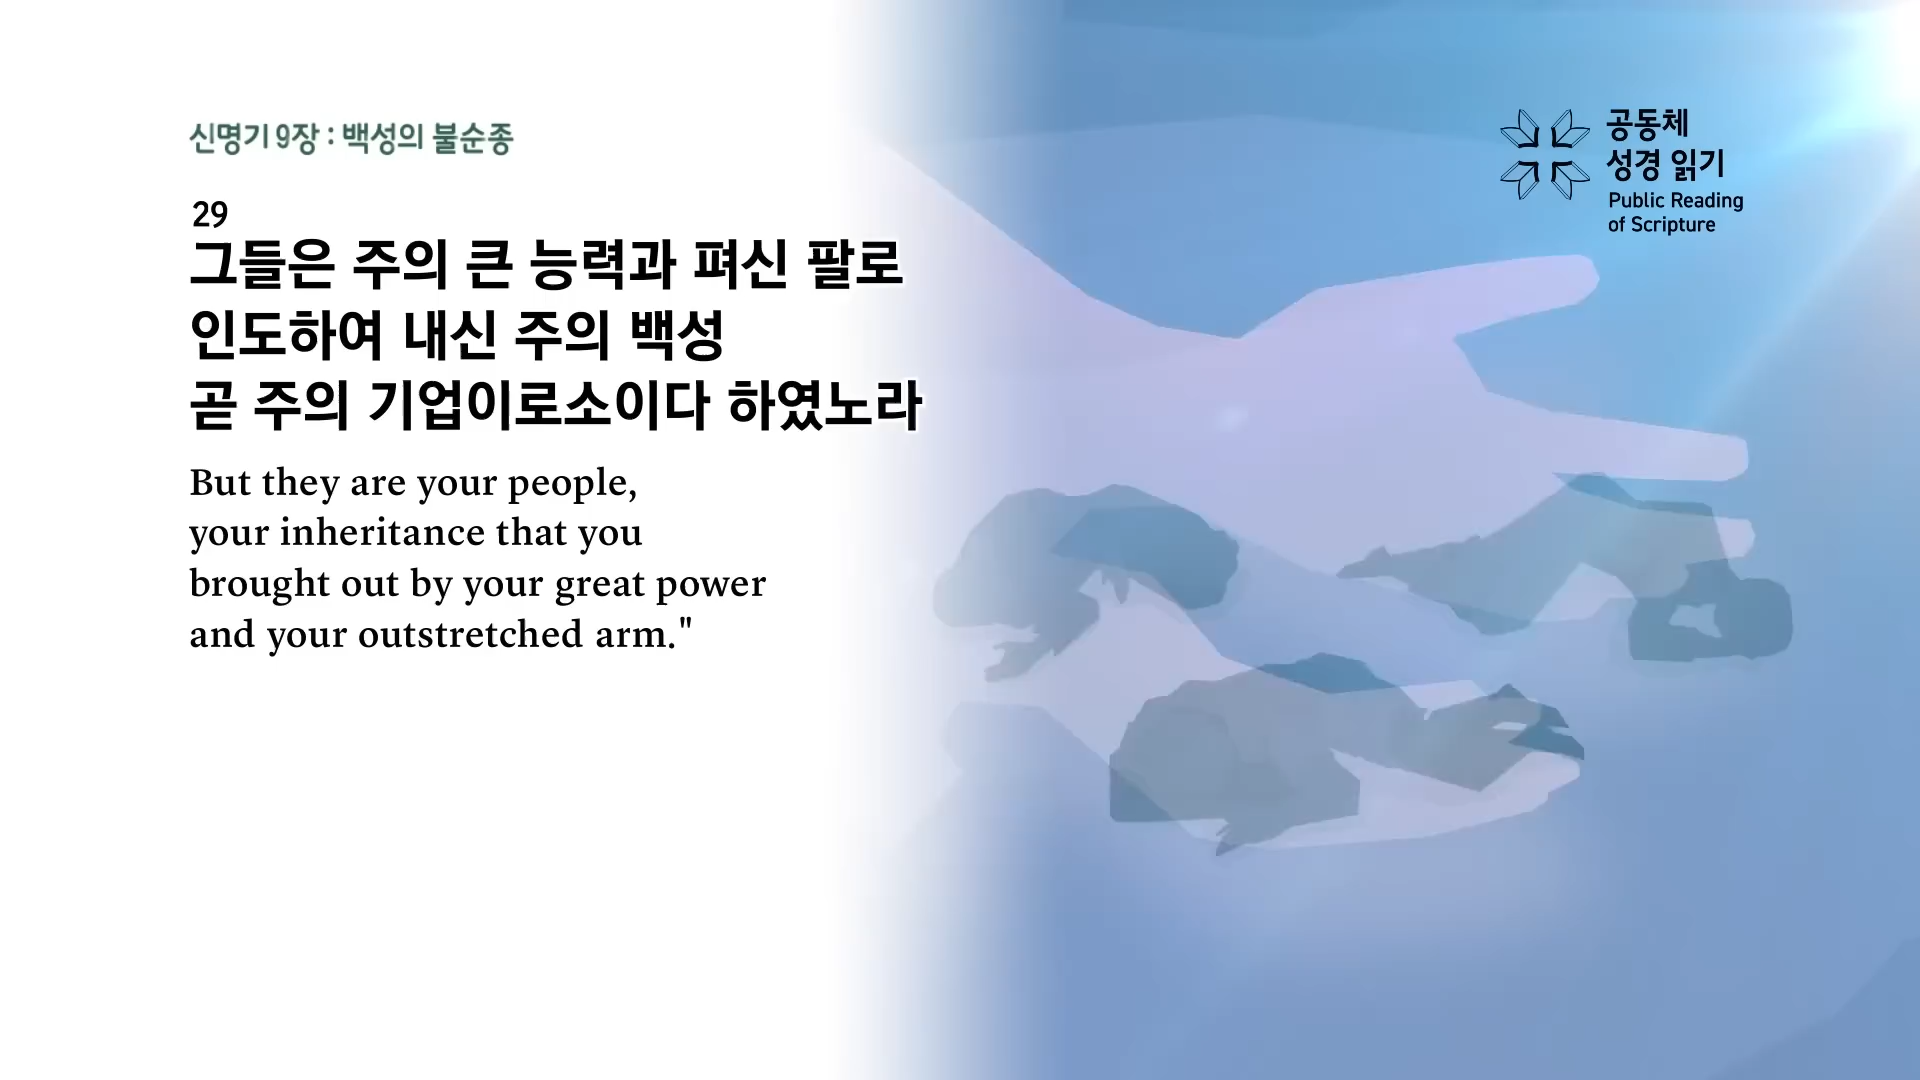 신명기 9장 : 백성의 불순종
29
그들은 주의 큰 능력과 펴신 팔로
인도하여 내신 주의 백성
곧 주의 기업이로소이다 하였노라
But they are your people,
your inheritance that you
brought out by your great power
and your outstretched arm."
공동체
성경 읽기
Public Reading
of Scripture